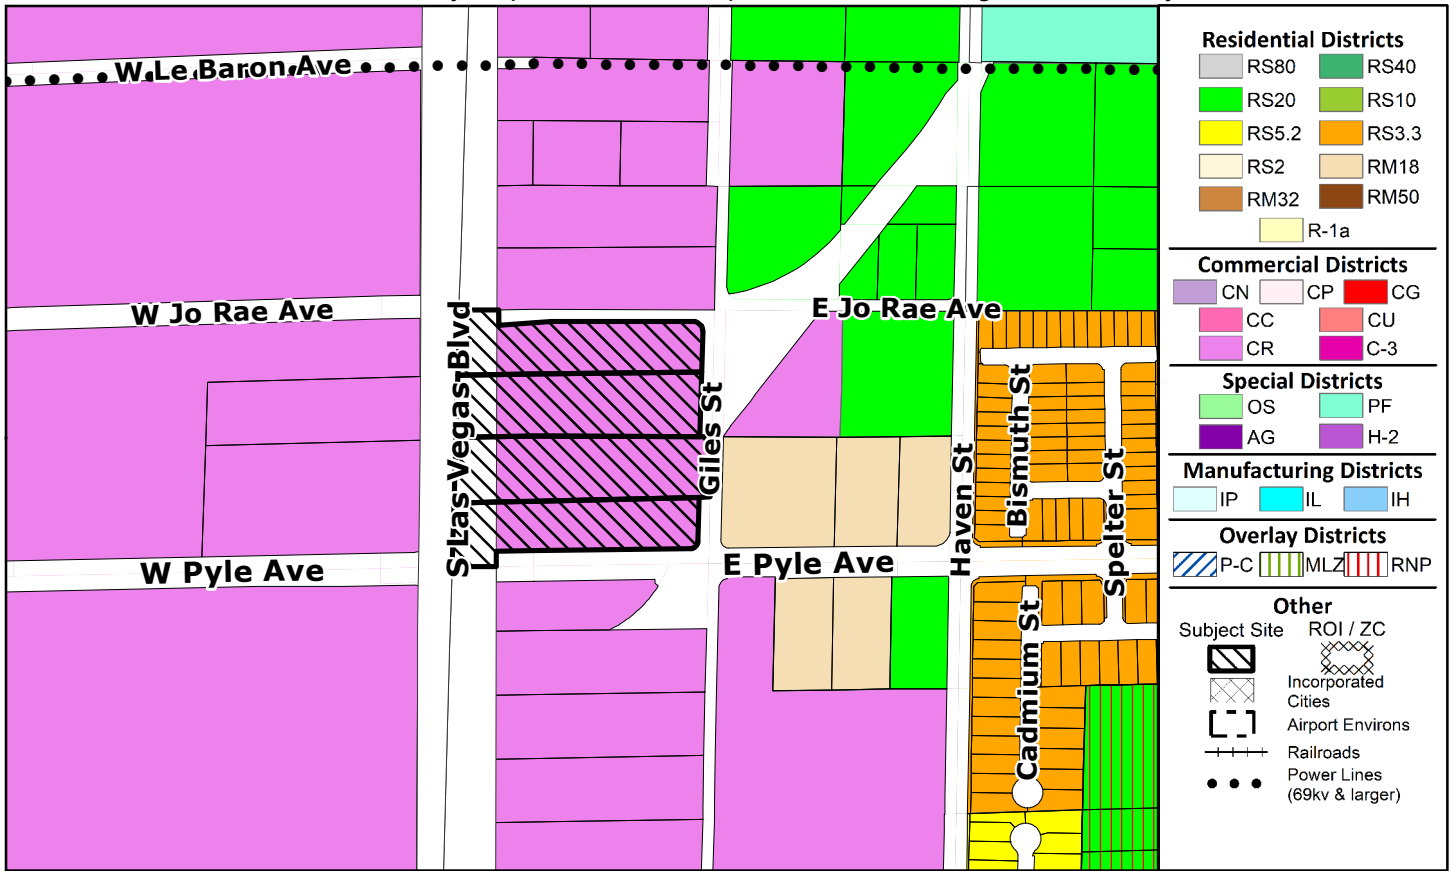 W Le Baron Ave
W Jo Rae Ave
E Jo Rae Ave
S Las Vegas Blvd
Giles St
Haven St
Bismuth St
Spelter St
W Pyle Ave
E Pyle Ave
Cadmium St
Residential Districts
RS80 RS40
RS20 RS10
RS5.2 RS3.3
RS2 RM18
RM32 RM50
R-1a
Commercial Districts
CN CP CG
CC CU
CR C-3
Special Districts
OS PF
AG H-2
Manufacturing Districts
IP IL IH
Overlay Districts
P-C MLZ RNP
Other
Subject Site ROI / ZC
Incorporated
Cities
Airport Environs
Railroads
Power Lines
(69kv & larger)